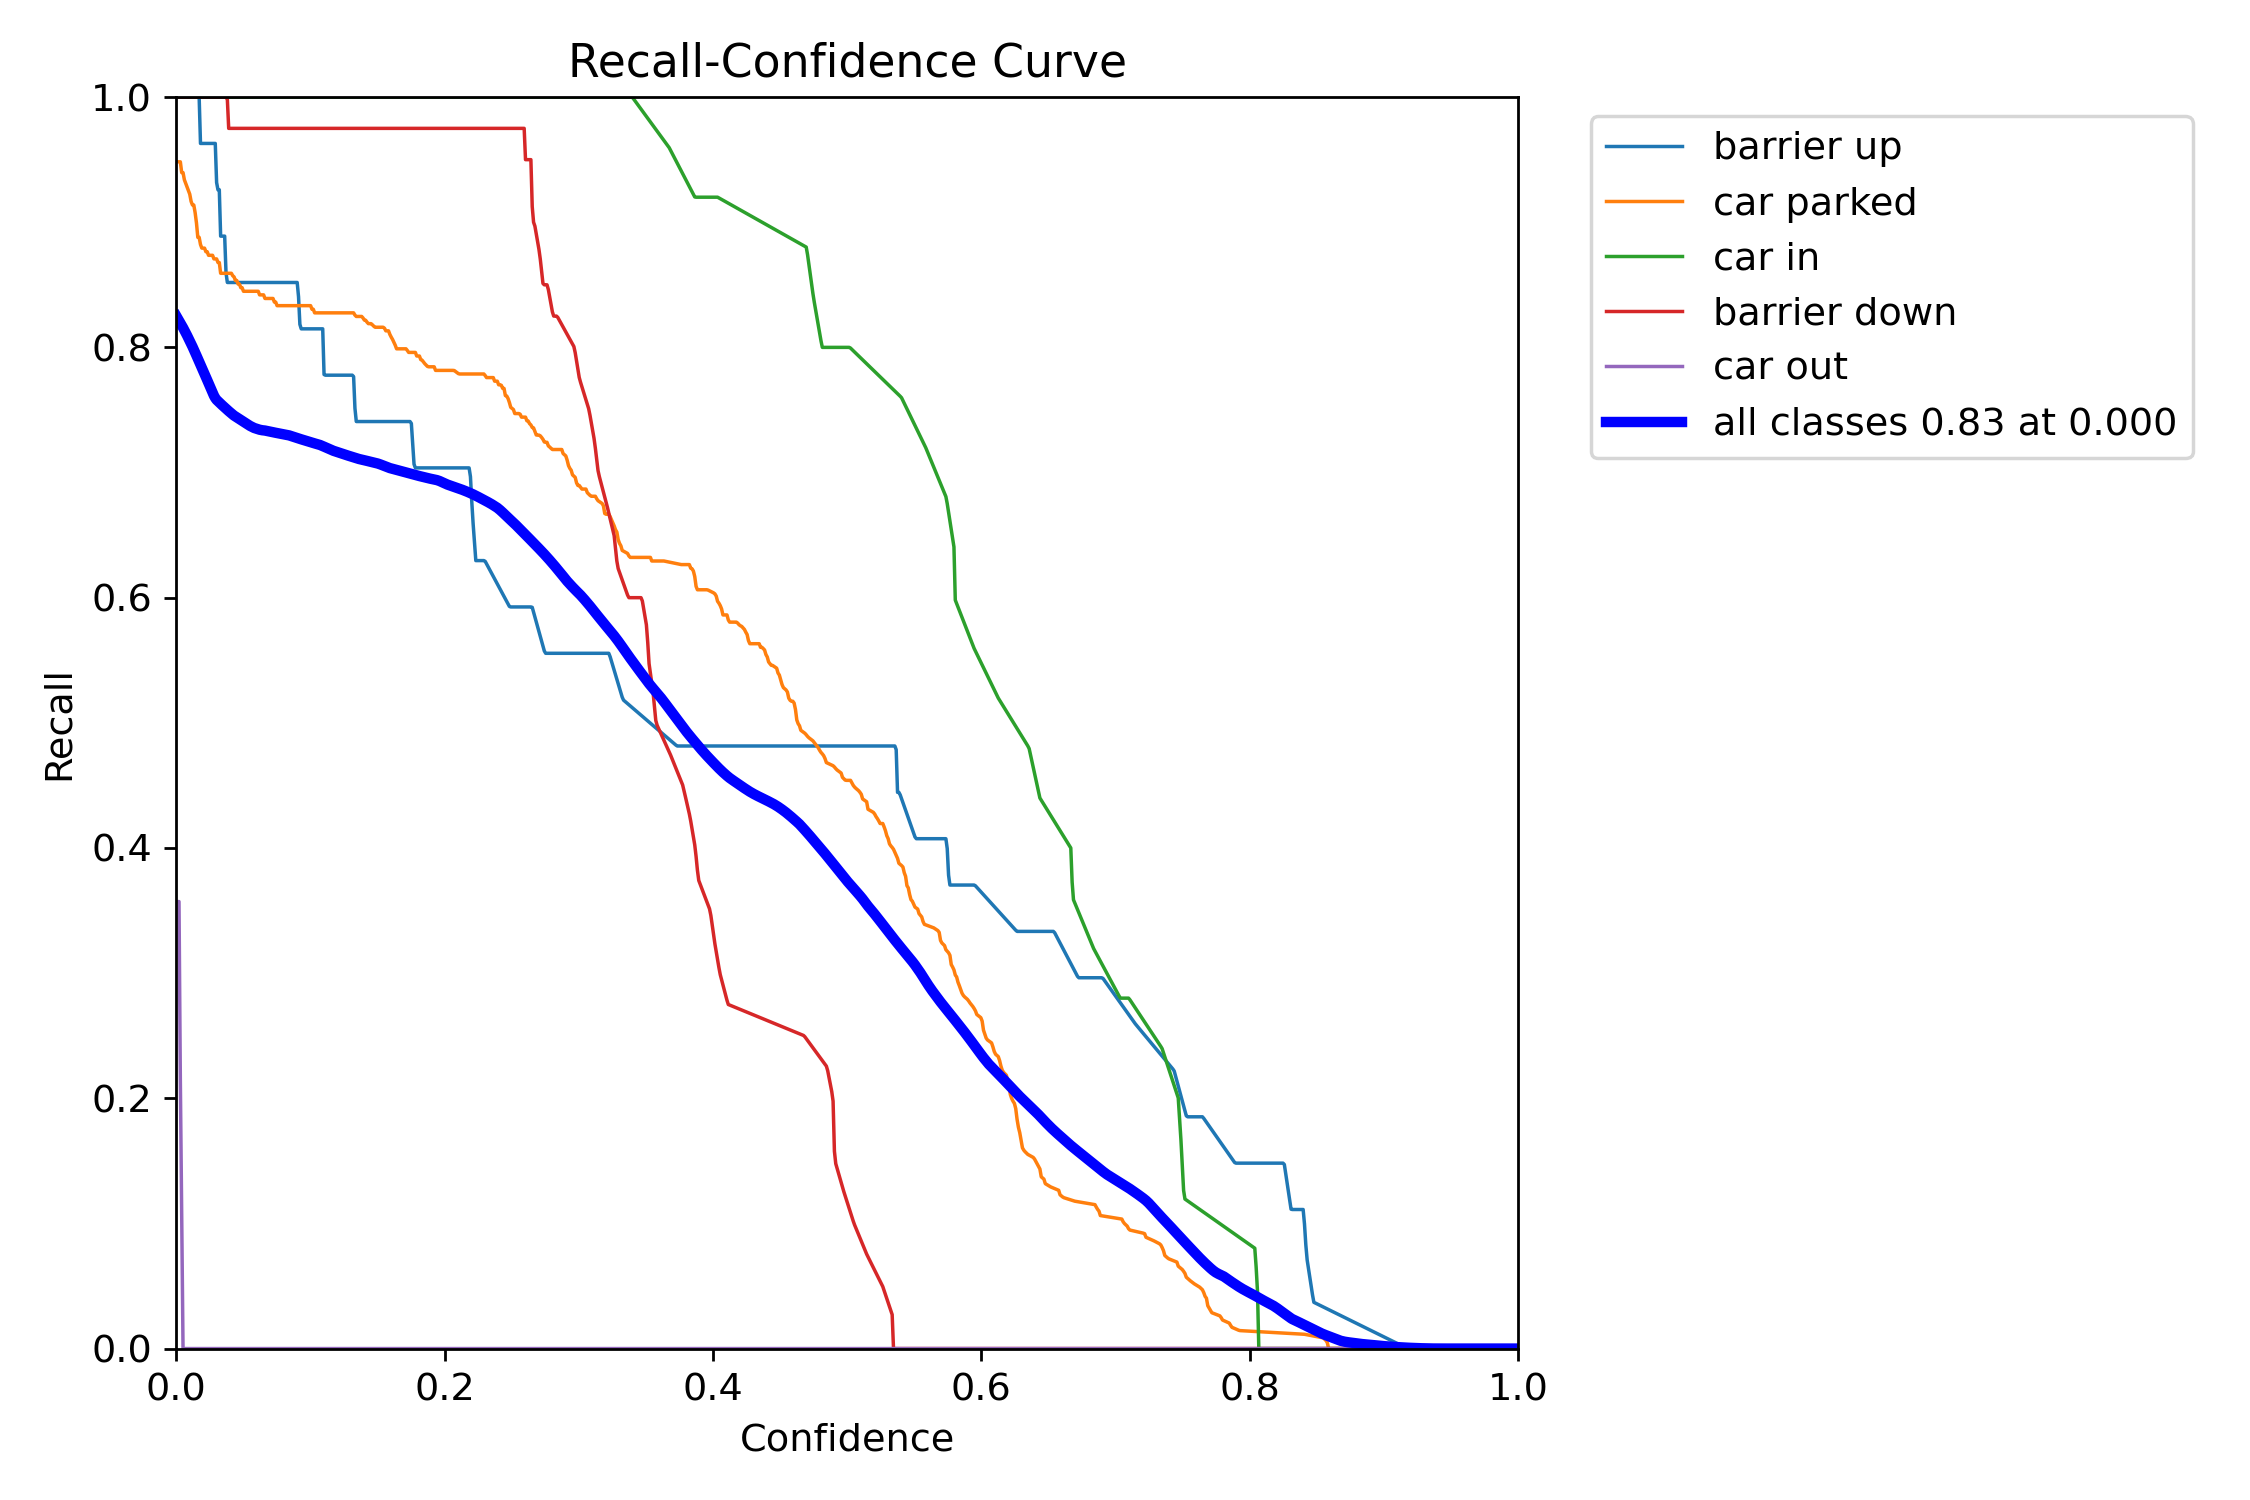 Recall-Confidence Curve
1.0
0.8
0.6
0.4
0.2
0.0
Recall
0.0 0.2 0.4 0.6 0.8 1.0
Confidence
barrier up
car parked
car in
barrier down
car out
all classes 0.83 at 0.000